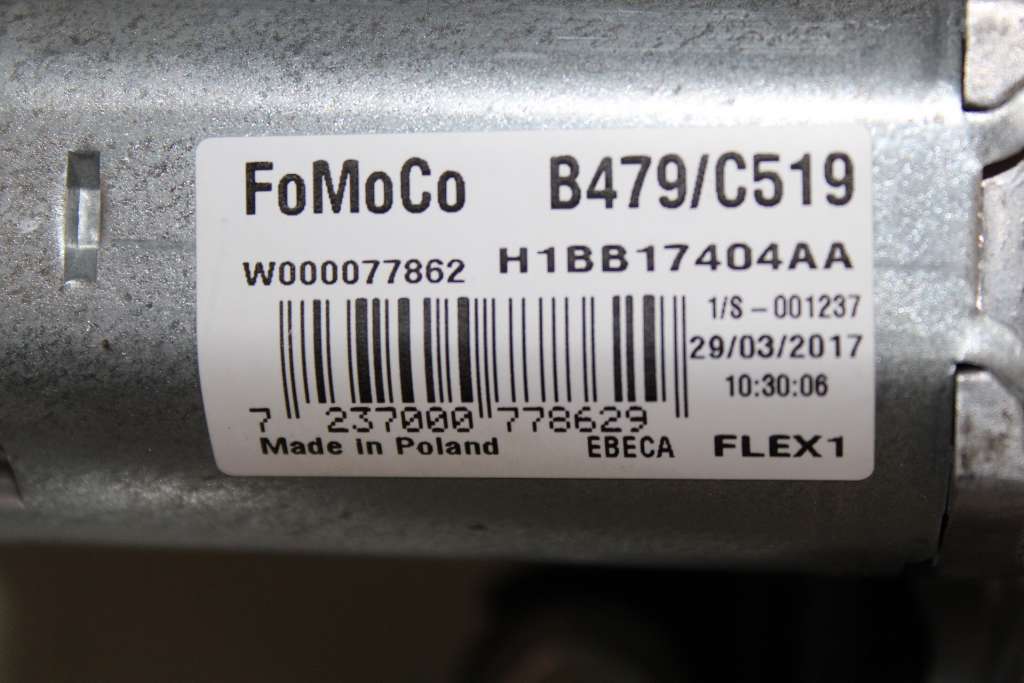 FoMoCo B479/C519
W000077862 H1BB17404AA
1/S - 001237
29/03/2017
10:30:06
7 237000 778629
Made in Poland EBECA FLEX1